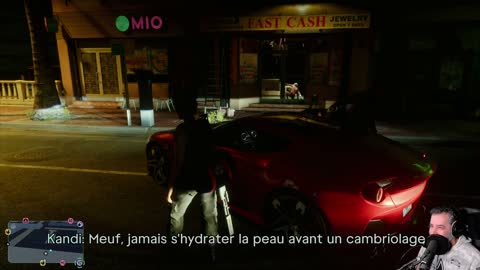 MIO
FAST CASH
JEWELRY
Kandi: Meuf, jamais s'hydrater la peau avant un cambriolage